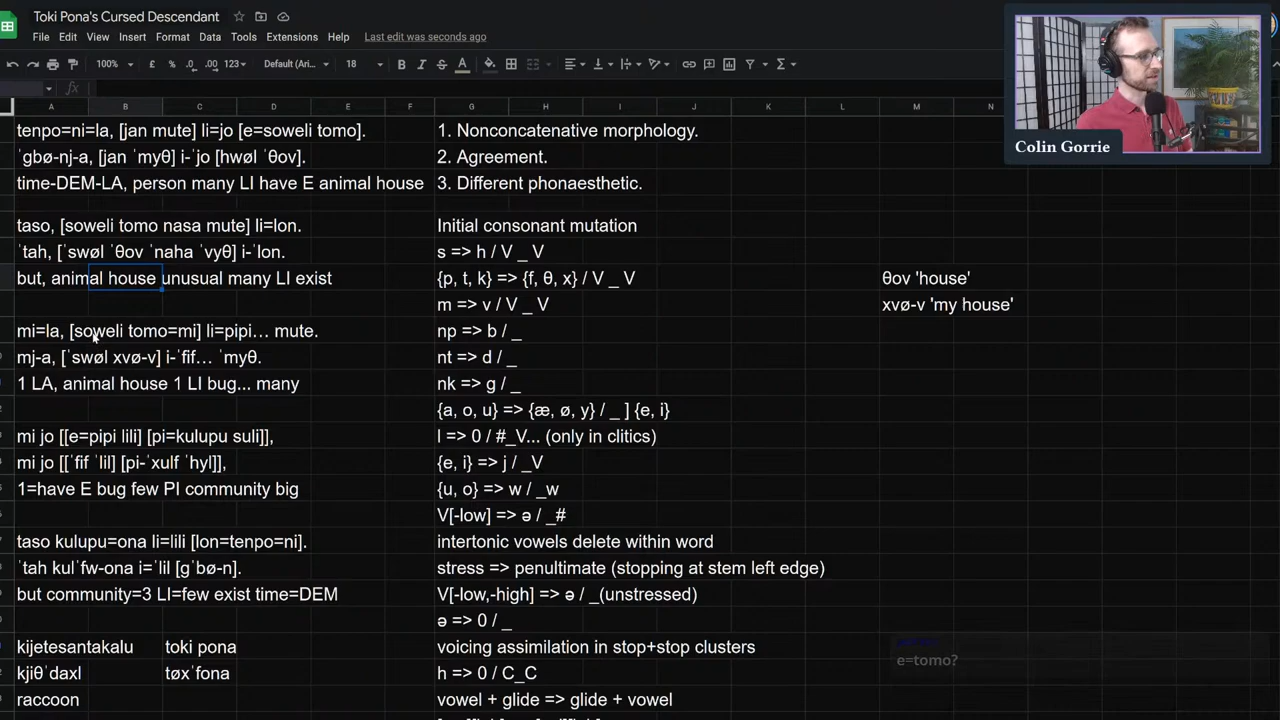 Toki Pona's Cursed Descendant
File Edit View Insert Format Data Tools Extensions Help Last edit was seconds ago
100% £ % .0 .00 123 Default (Ari... 18 B I S A
fx
A B C D E F G H I J K L M N
Colin Gorrie
tenpo=ni=la, [jan mute] li=jo [e=soweli tomo].
ˈgbø-nj-a, [jan ˈmyθ] i-ˈjo [hwøl ˈθov].
time-DEM-LA, person many LI have E animal house
taso, [soweli tomo nasa mute] li=lon.
ˈtah, [ˈswøl ˈθov ˈnaha ˈvyθ] i-ˈlon.
but, animal house unusual many LI exist
mi=la, [soweli tomo=mi] li=pipi… mute.
mj-a, [ˈswøl xvø-v] i-ˈfif… ˈmyθ.
1 LA, animal house 1 LI bug... many
mi jo [[e=pipi lili] [pi=kulupu suli]],
mi jo [[ˈfif ˈlil] [pi-ˈxulf ˈhyl]],
1=have E bug few PI community big
taso kulupu=ona li=lili [lon=tenpo=ni].
ˈtah kulˈfw-ona i=ˈlil [gˈbø-n].
but community=3 LI=few exist time=DEM
kijetesantakalu toki pona
kjiθˈdaxl tøxˈfona
raccoon
1. Nonconcatenative morphology.
2. Agreement.
3. Different phonaesthetic.
Initial consonant mutation
s => h / V _ V
{p, t, k} => {f, θ, x} / V _ V
m => v / V _ V
np => b / _
nt => d / _
nk => g / _
{a, o, u} => {æ, ø, y} / _ ] {e, i}
l => 0 / #_V... (only in clitics)
{e, i} => j / _V
{u, o} => w / _w
V[-low] => ə / _#
intertonic vowels delete within word
stress => penultimate (stopping at stem left edge)
V[-low,-high] => ə / _(unstressed)
ə => 0 / _
voicing assimilation in stop+stop clusters
h => 0 / C_C
vowel + glide => glide + vowel
θov 'house'
xvø-v 'my house'
e=tomo?